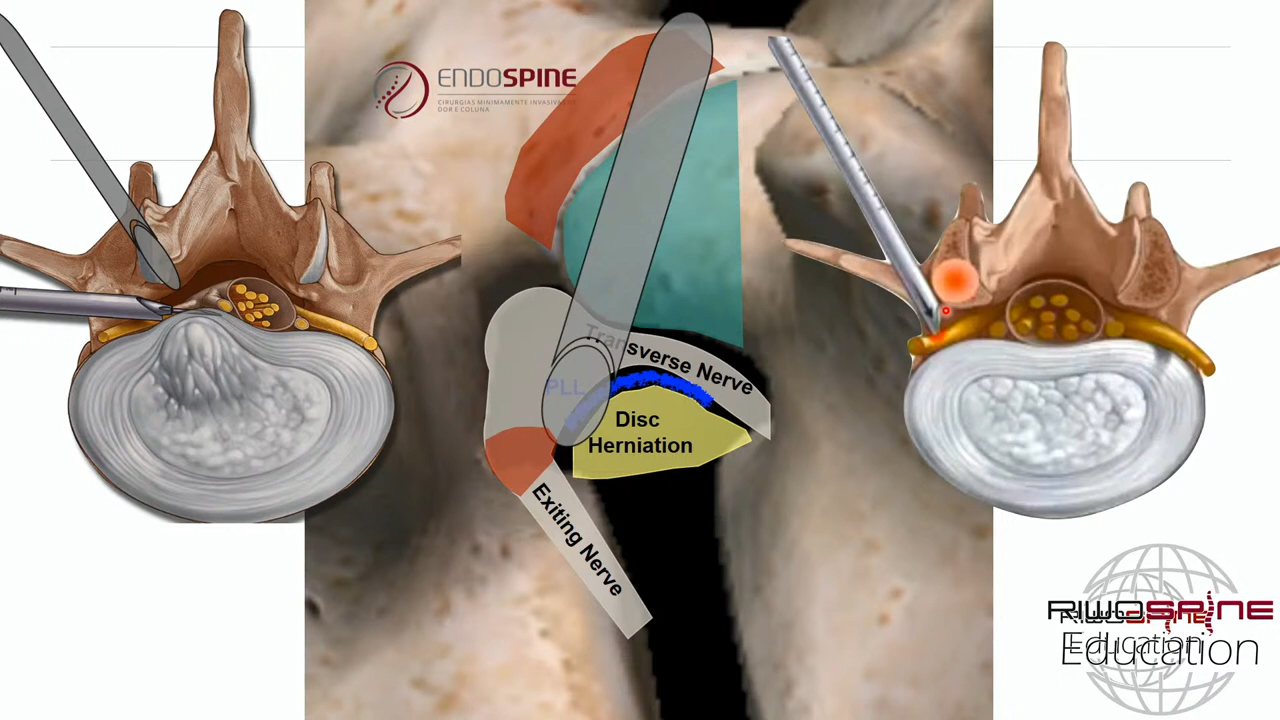 ENDOSPINE
CIRURGIAS MINIMAMENTE INVASIVAS
DOR E COLUNA
Transverse Nerve
PLL
Disc
Herniation
Exiting Nerve
RIWOSPINE
Education